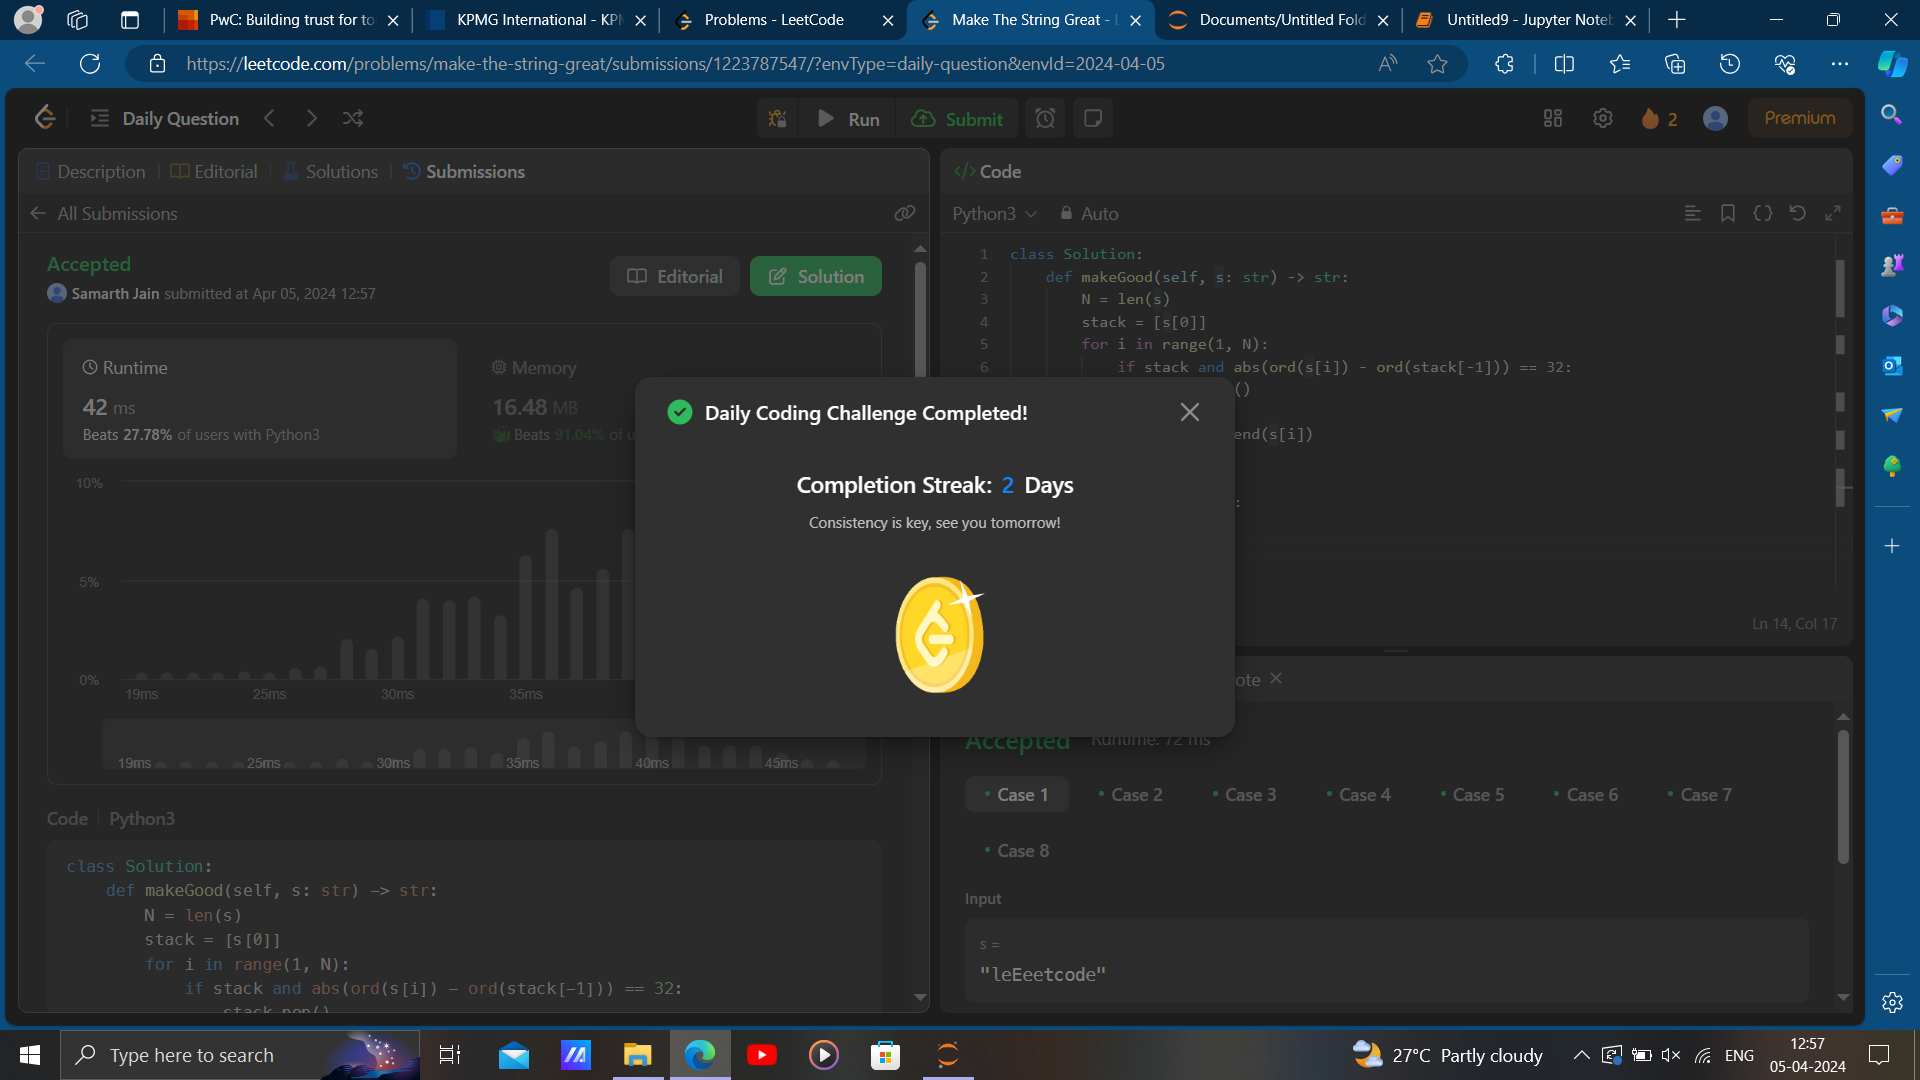 PwC: Building trust for to
KPMG International - KP
Problems - LeetCode
Make The String Great - L
Documents/Untitled Fold
Untitled9 - Jupyter Note
https://leetcode.com/problems/make-the-string-great/submissions/1223787547/?envType=daily-question&envId=2024-04-05
Daily Question
Run
Submit
2
Premium
Description
Editorial
Solutions
Submissions
All Submissions
Accepted
Samarth Jain submitted at Apr 05, 2024 12:57
Editorial
Solution
Runtime
42 ms
Beats 27.78% of users with Python3
Memory
16.48 MB
Beats 91.04% of u
10%
5%
0%
19ms 25ms 30ms 35ms
19ms 25ms 30ms 35ms 40ms 45ms
Code Python3
class Solution:
def makeGood(self, s: str) -> str:
N = len(s)
stack = [s[0]]
for i in range(1, N):
if stack and abs(ord(s[i]) - ord(stack[-1])) == 32:
stack.pop()
Daily Coding Challenge Completed!
Completion Streak: 2 Days
Consistency is key, see you tomorrow!
</> Code
Python3
Auto
1 class Solution:
2 def makeGood(self, s: str) -> str:
3 N = len(s)
4 stack = [s[0]]
5 for i in range(1, N):
6 if stack and abs(ord(s[i]) - ord(stack[-1])) == 32:
()
end(s[i])
:
Ln 14, Col 17
ote
Accepted Runtime: 72 ms
Case 1 Case 2 Case 3 Case 4 Case 5 Case 6 Case 7
Case 8
Input
s =
"leEeetcode"
Type here to search
27°C Partly cloudy
ENG
12:57
05-04-2024